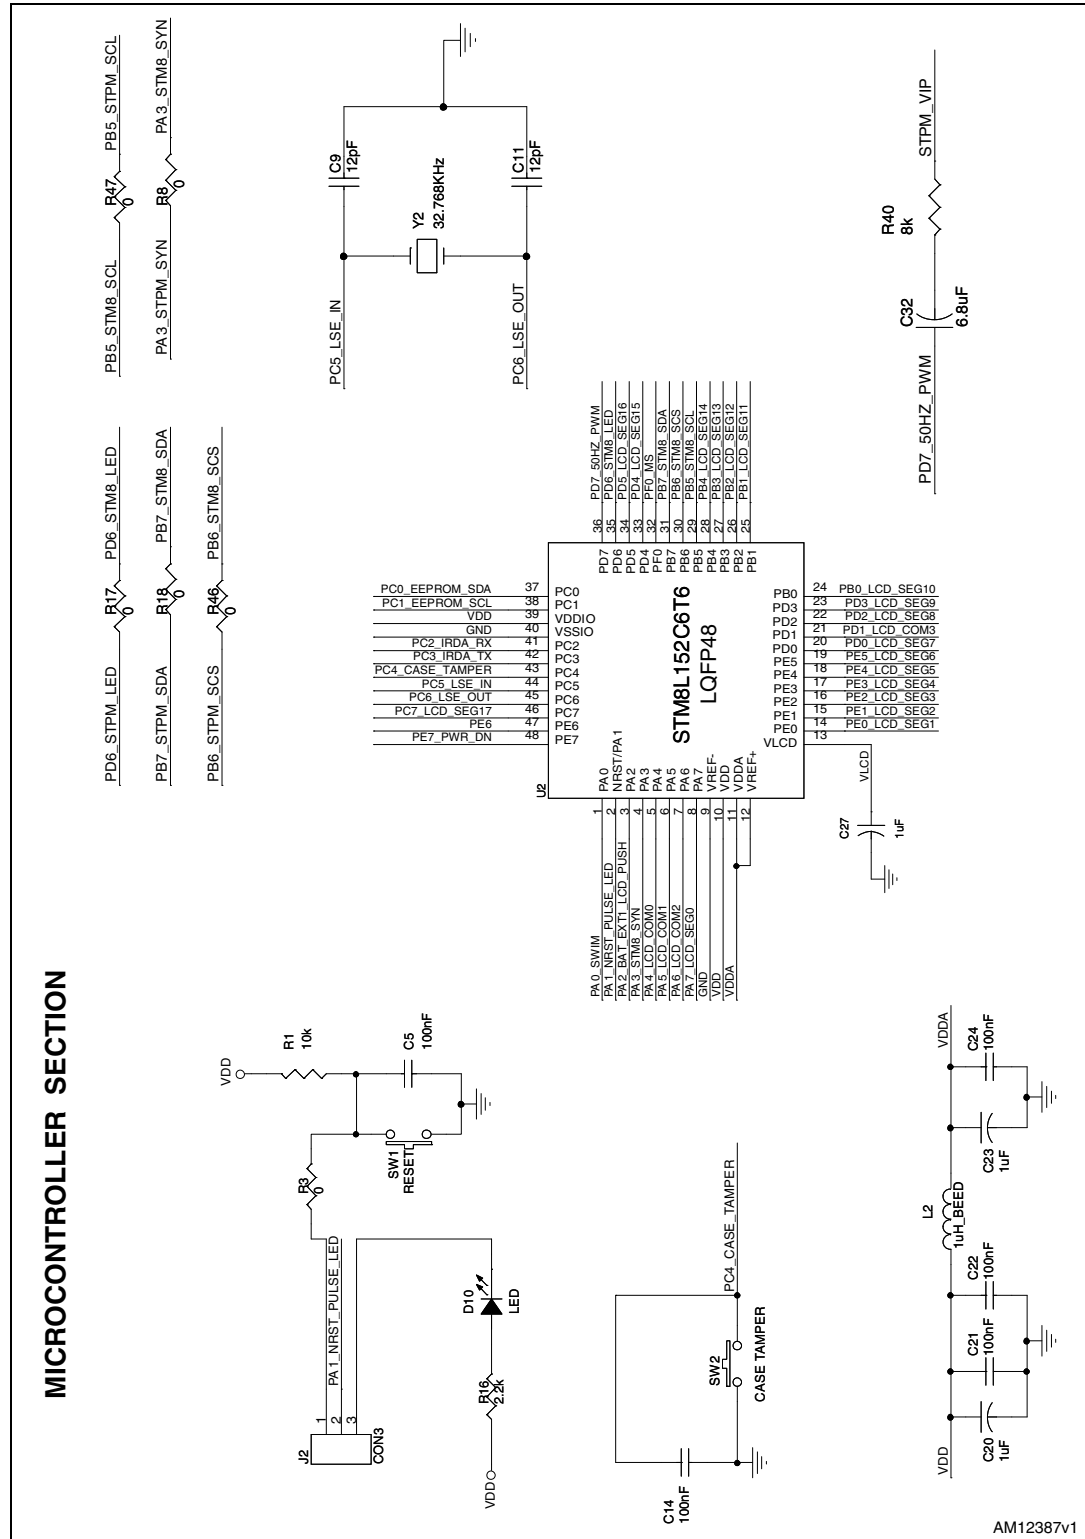 MICROCONTROLLER SECTION
PB5_STM8_SCL
R47
0
PB5_STPM_SCL
PA3_STPM_SYN
R8
0
PA3_STM8_SYN
PD6_STPM_LED
R17
0
PD6_STM8_LED
PB7_STPM_SDA
R18
0
PB7_STM8_SDA
PB6_STPM_SCS
R46
0
PB6_STM8_SCS
PC5_LSE_IN
C9
12pF
Y2
32.768KHz
PC6_LSE_OUT
C11
12pF
PD7_50HZ_PWM
C32
6.8uF
R40
8k
STPM_VIP
U2
STM8L152C6T6
LQFP48
PD7_50HZ_PWM 36 PD7
PD6_STM8_LED 35 PD6
PD5_LCD_SEG16 34 PD5
PD4_LCD_SEG15 33 PD4
PF0_MS 32 PF0
PB7_STM8_SDA 31 PB7
PB6_STM8_SCS 30 PB6
PB5_STM8_SCL 29 PB5
PB4_LCD_SEG14 28 PB4
PB3_LCD_SEG13 27 PB3
PB2_LCD_SEG12 26 PB2
PB1_LCD_SEG11 25 PB1
PC0_EEPROM_SDA 37 PC0
PC1_EEPROM_SCL 38 PC1
VDD 39 VDDIO
GND 40 VSSIO
PC2_IRDA_RX 41 PC2
PC3_IRDA_TX 42 PC3
PC4_CASE_TAMPER 43 PC4
PC5_LSE_IN 44 PC5
PC6_LSE_OUT 45 PC6
PC7_LCD_SEG17 46 PC7
PE6 47 PE6
PE7_PWR_DN 48 PE7
PB0 24 PB0_LCD_SEG10
PD3 23 PD3_LCD_SEG9
PD2 22 PD2_LCD_SEG8
PD1 21 PD1_LCD_COM3
PD0 20 PD0_LCD_SEG7
PE5 19 PE5_LCD_SEG6
PE4 18 PE4_LCD_SEG5
PE3 17 PE3_LCD_SEG4
PE2 16 PE2_LCD_SEG3
PE1 15 PE1_LCD_SEG2
PE0 14 PE0_LCD_SEG1
VLCD 13
VLCD
C27
1uF
PA0_SWIM 1 PA0
PA1_NRST_PULSE_LED 2 NRST/PA1
PA2_BAT_EXT1_LCD_PUSH 3 PA2
PA3_STM8_SYN 4 PA3
PA4_LCD_COM0 5 PA4
PA5_LCD_COM1 6 PA5
PA6_LCD_COM2 7 PA6
PA7_LCD_SEG0 8 PA7
GND 9 VREF-
VDD 10 VDD
VDDA 11 VDDA
12 VREF+
VDD
R1
10k
C5
100nF
R3
0
SW1
RESET
J2
CON3
1
2
3
PA1_NRST_PULSE_LED
D10
LED
R16
2.2k
VDD
PC4_CASE_TAMPER
SW2
CASE TAMPER
C14
100nF
VDD
C20
1uF
C21
100nF
C22
100nF
L2
1uH_BEED
C23
1uF
C24
100nF
VDDA
AM12387v1